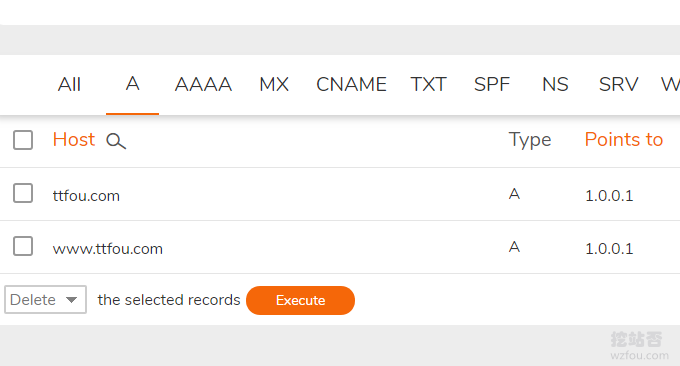 All A AAAA MX CNAME TXT SPF NS SRV W
Host Type Points to
ttfou.com A 1.0.0.1
www.ttfou.com A 1.0.0.1
Delete the selected records Execute
挖站否
wzfou.com